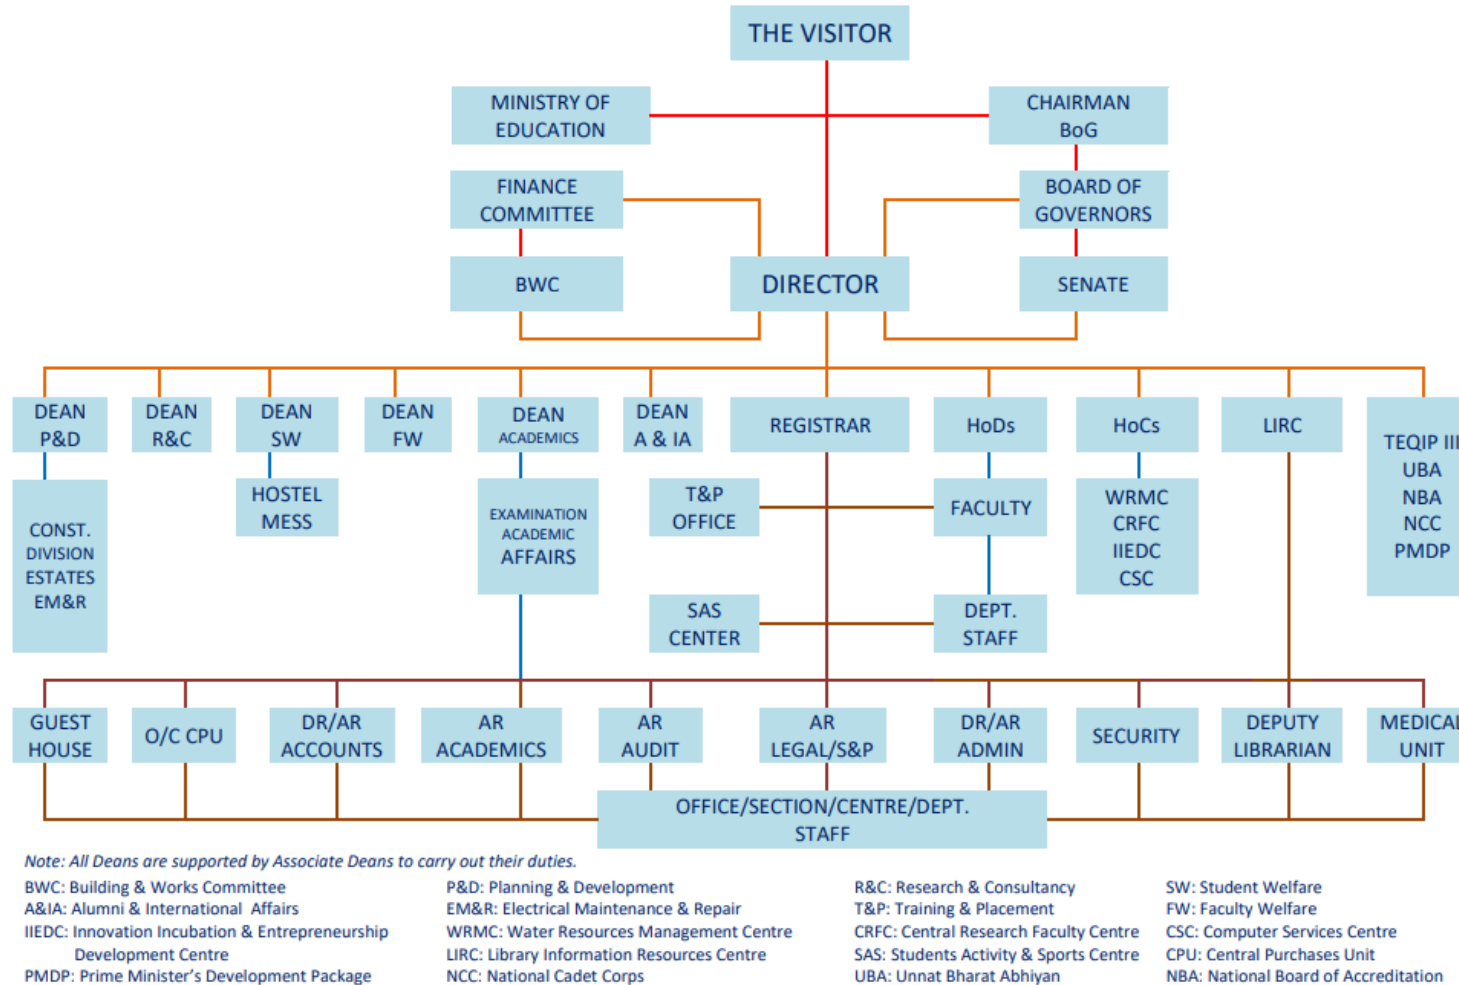 THE VISITOR
MINISTRY OF
EDUCATION
CHAIRMAN
BoG
FINANCE
COMMITTEE
BOARD OF
GOVERNORS
BWC
DIRECTOR
SENATE
DEAN
P&D
DEAN
R&C
DEAN
SW
DEAN
FW
DEAN
ACADEMICS
DEAN
A & IA
REGISTRAR
HoDs
HoCs
LIRC
TEQIP III
UBA
NBA
NCC
PMDP
CONST.
DIVISION
ESTATES
EM&R
HOSTEL
MESS
EXAMINATION
ACADEMIC
AFFAIRS
T&P
OFFICE
FACULTY
WRMC
CRFC
IIEDC
CSC
SAS
CENTER
DEPT.
STAFF
GUEST
HOUSE
O/C CPU
DR/AR
ACCOUNTS
AR
ACADEMICS
AR
AUDIT
AR
LEGAL/S&P
DR/AR
ADMIN
SECURITY
DEPUTY
LIBRARIAN
MEDICAL
UNIT
OFFICE/SECTION/CENTRE/DEPT.
STAFF
Note: All Deans are supported by Associate Deans to carry out their duties.
BWC: Building & Works Committee
A&IA: Alumni & International Affairs
IIEDC: Innovation Incubation & Entrepreneurship
Development Centre
PMDP: Prime Minister's Development Package
P&D: Planning & Development
EM&R: Electrical Maintenance & Repair
WRMC: Water Resources Management Centre
LIRC: Library Information Resources Centre
NCC: National Cadet Corps
R&C: Research & Consultancy
T&P: Training & Placement
CRFC: Central Research Faculty Centre
SAS: Students Activity & Sports Centre
UBA: Unnat Bharat Abhiyan
SW: Student Welfare
FW: Faculty Welfare
CSC: Computer Services Centre
CPU: Central Purchases Unit
NBA: National Board of Accreditation